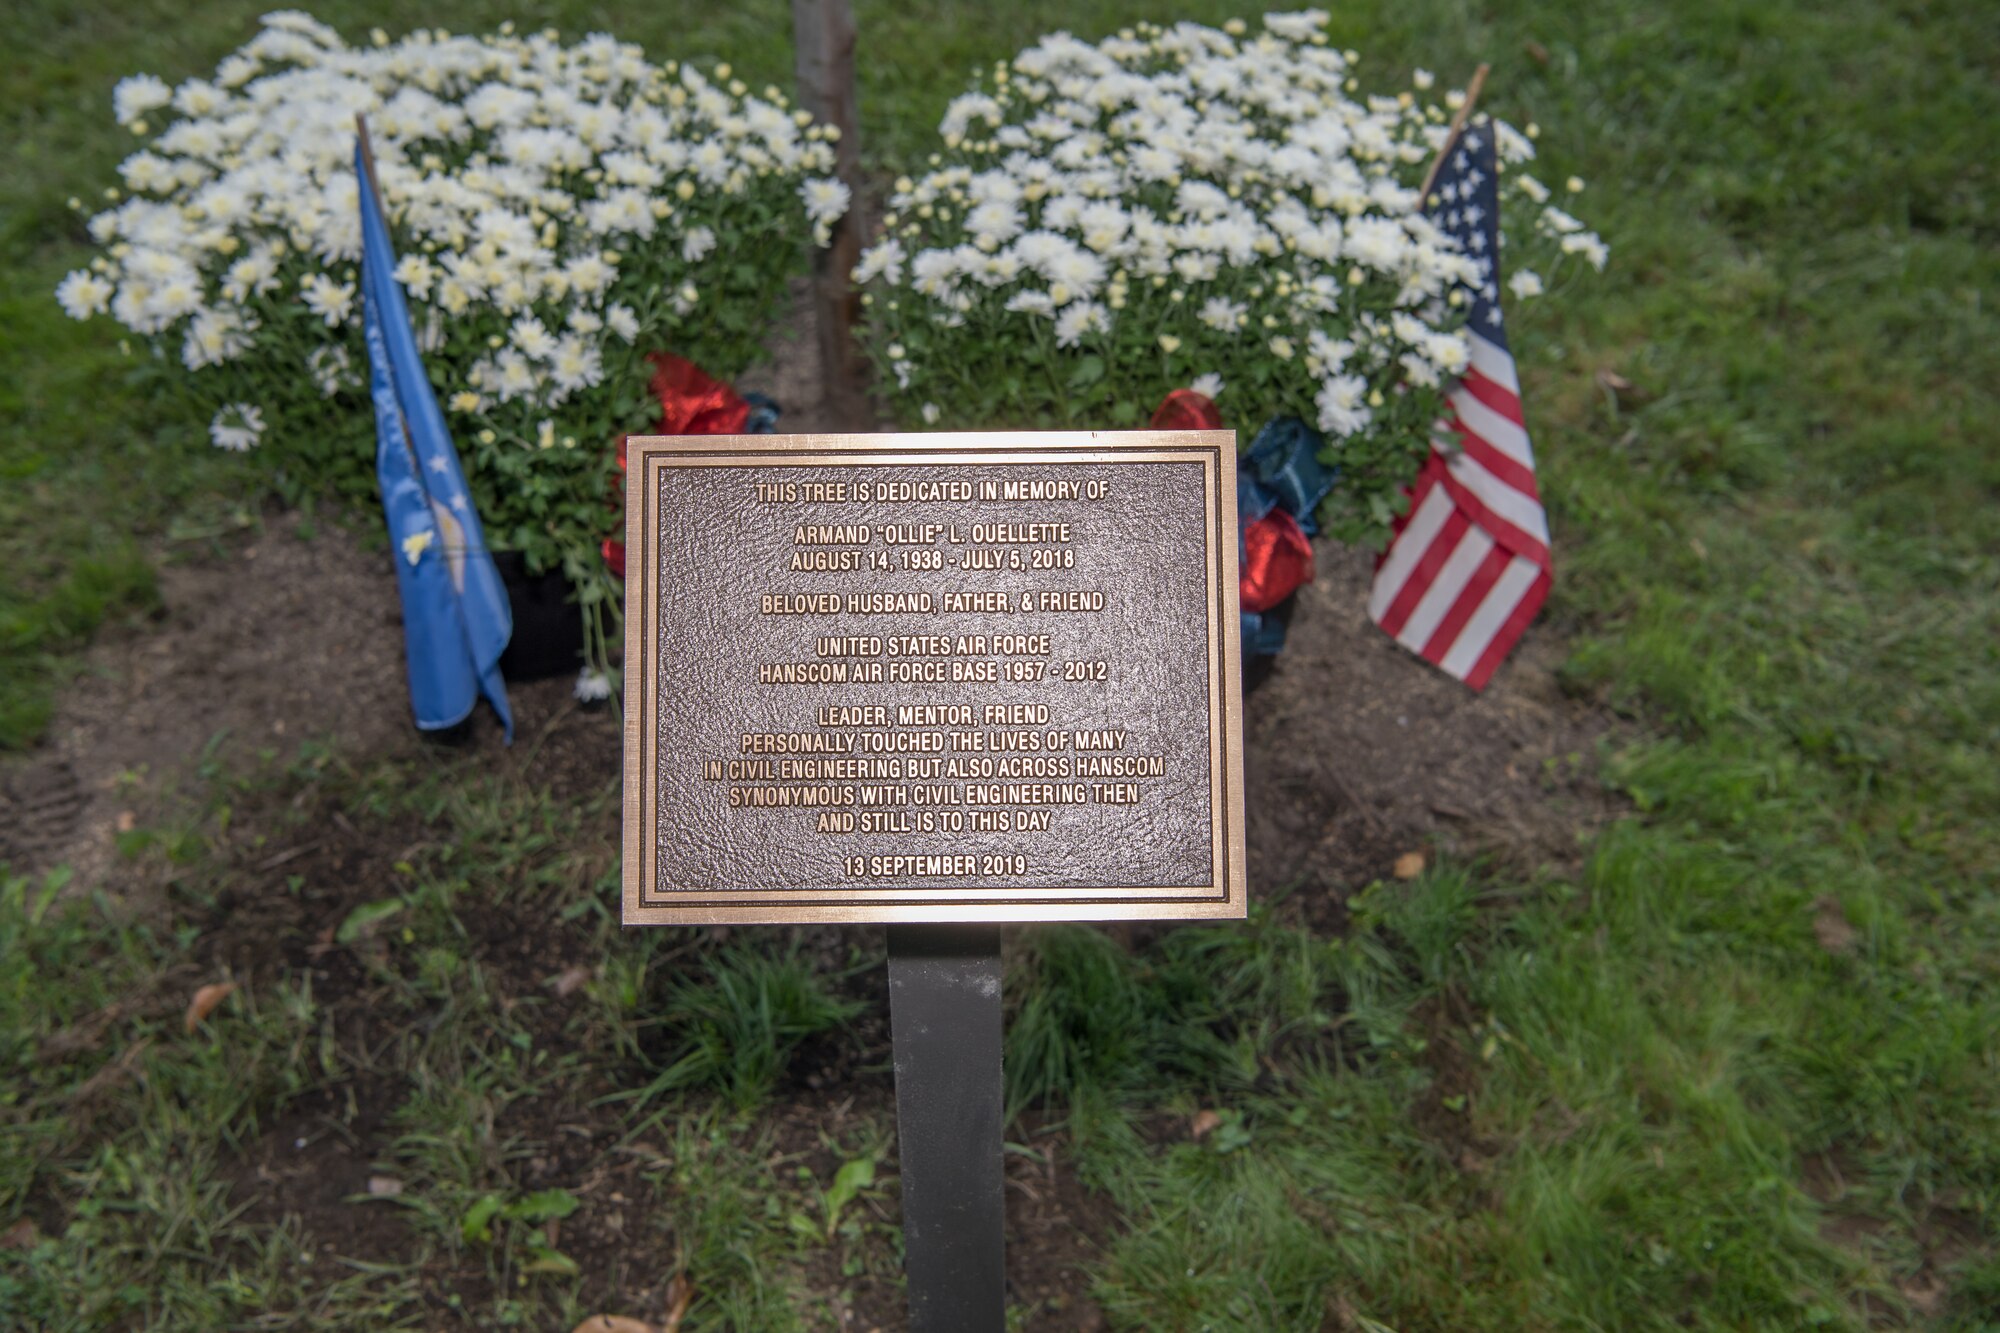 THIS TREE IS DEDICATED IN MEMORY OF
ARMAND "OLLIE" L. OUELLETTE
AUGUST 14, 1938 - JULY 5, 2018
BELOVED HUSBAND, FATHER, & FRIEND
UNITED STATES AIR FORCE
HANSCOM AIR FORCE BASE 1957 - 2012
LEADER, MENTOR, FRIEND
PERSONALLY TOUCHED THE LIVES OF MANY
IN CIVIL ENGINEERING BUT ALSO ACROSS HANSCOM
SYNONYMOUS WITH CIVIL ENGINEERING THEN
AND STILL IS TO THIS DAY
13 SEPTEMBER 2019